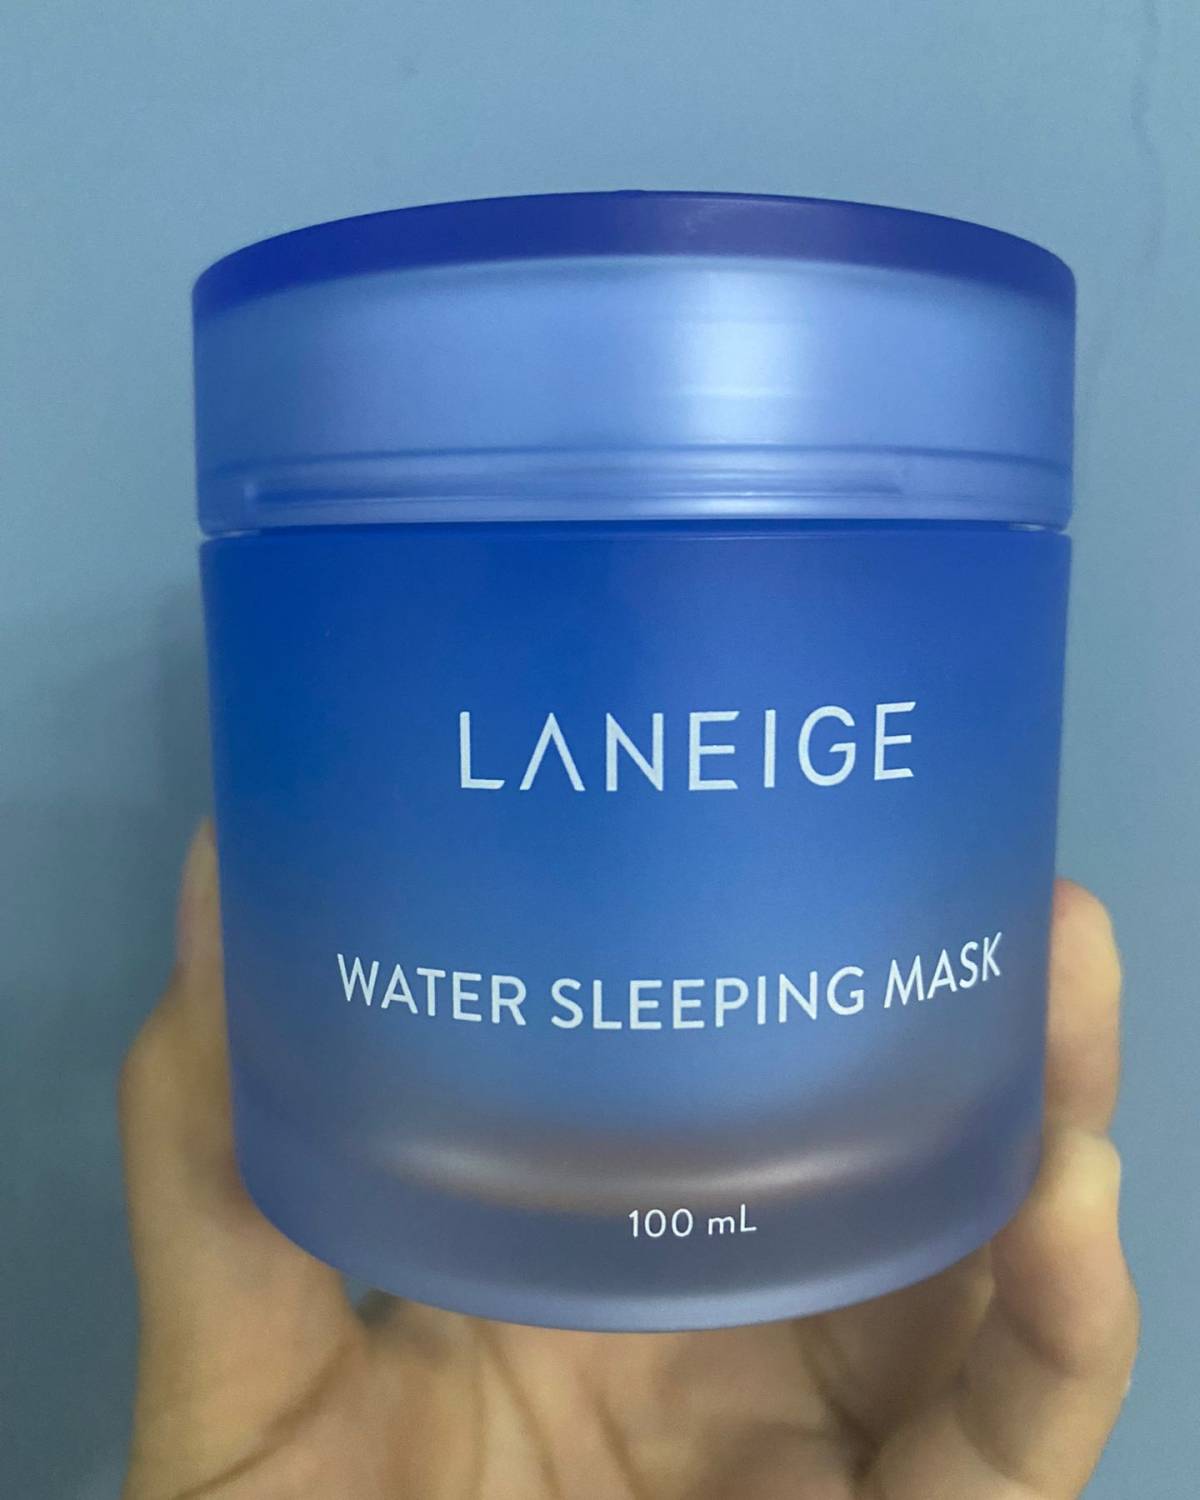 LANEIGE
WATER SLEEPING MASK
100 mL